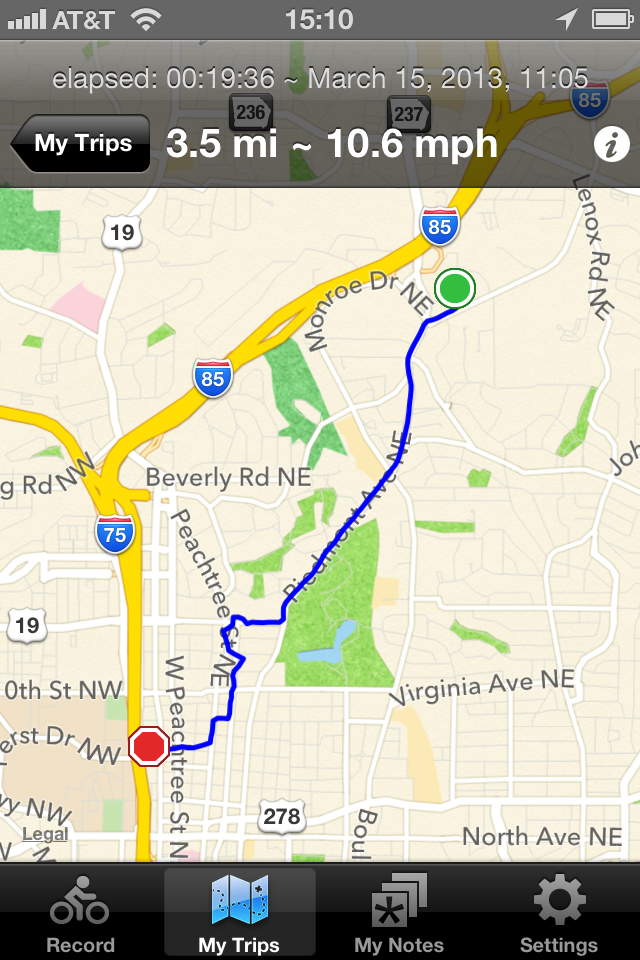 AT&T 15:10
elapsed: 00:19:36 ~ March 15, 2013, 11:05
236 237 85
My Trips 3.5 mi ~ 10.6 mph i
19
85
Lenox Rd NE
Monroe Dr NE
85
Piedmont Ave NE
g Rd NW
Beverly Rd NE
Joh
75
Peachtree St NE
19
0th St NW
W Peachtree St N
Virginia Ave NE
erst Dr NW
vy NW
278
Boul
North Ave NE
Legal
Record My Trips My Notes Settings